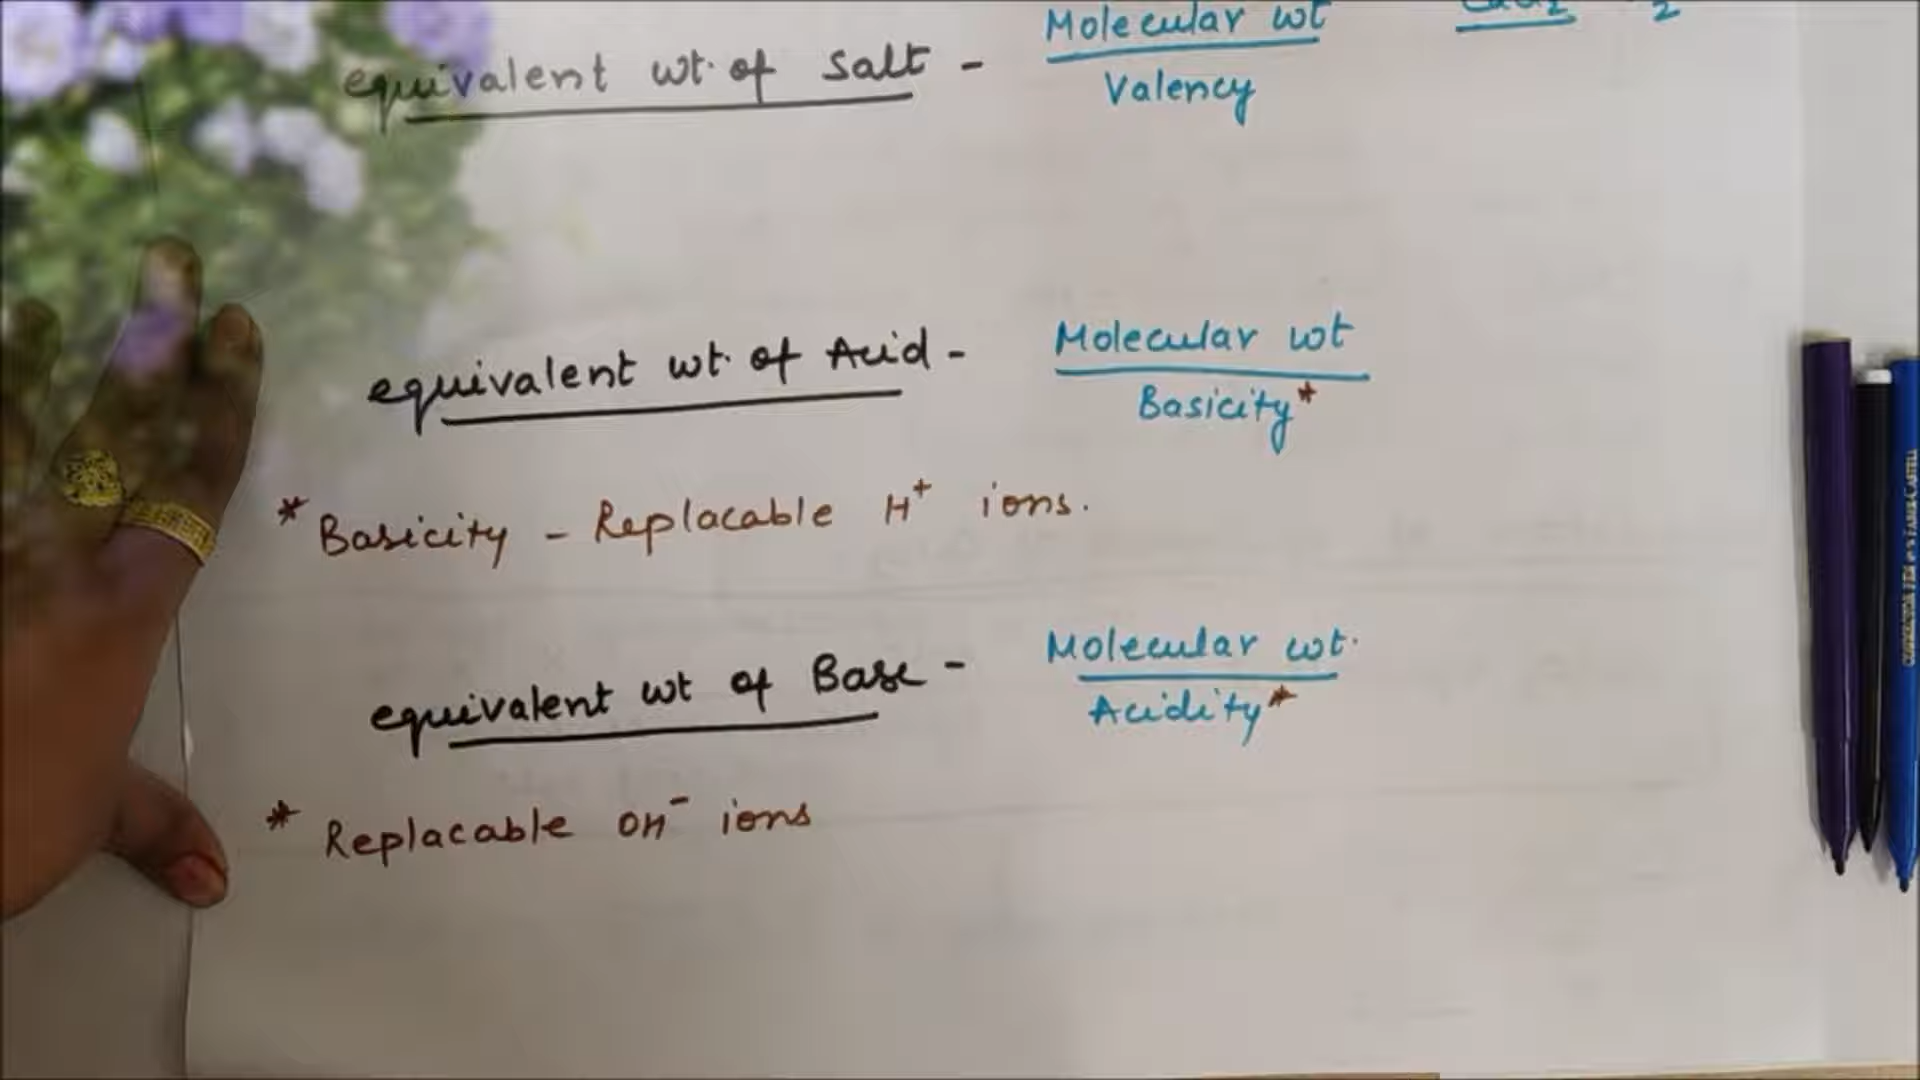 equivalent wt. of salt - Molecular wt
Valency
equivalent wt. of Acid - Molecular wt
Basicity*
* Basicity - Replacable H⁺ ions.
equivalent wt of Base - Molecular wt.
Acidity*
* Replacable OH⁻ ions